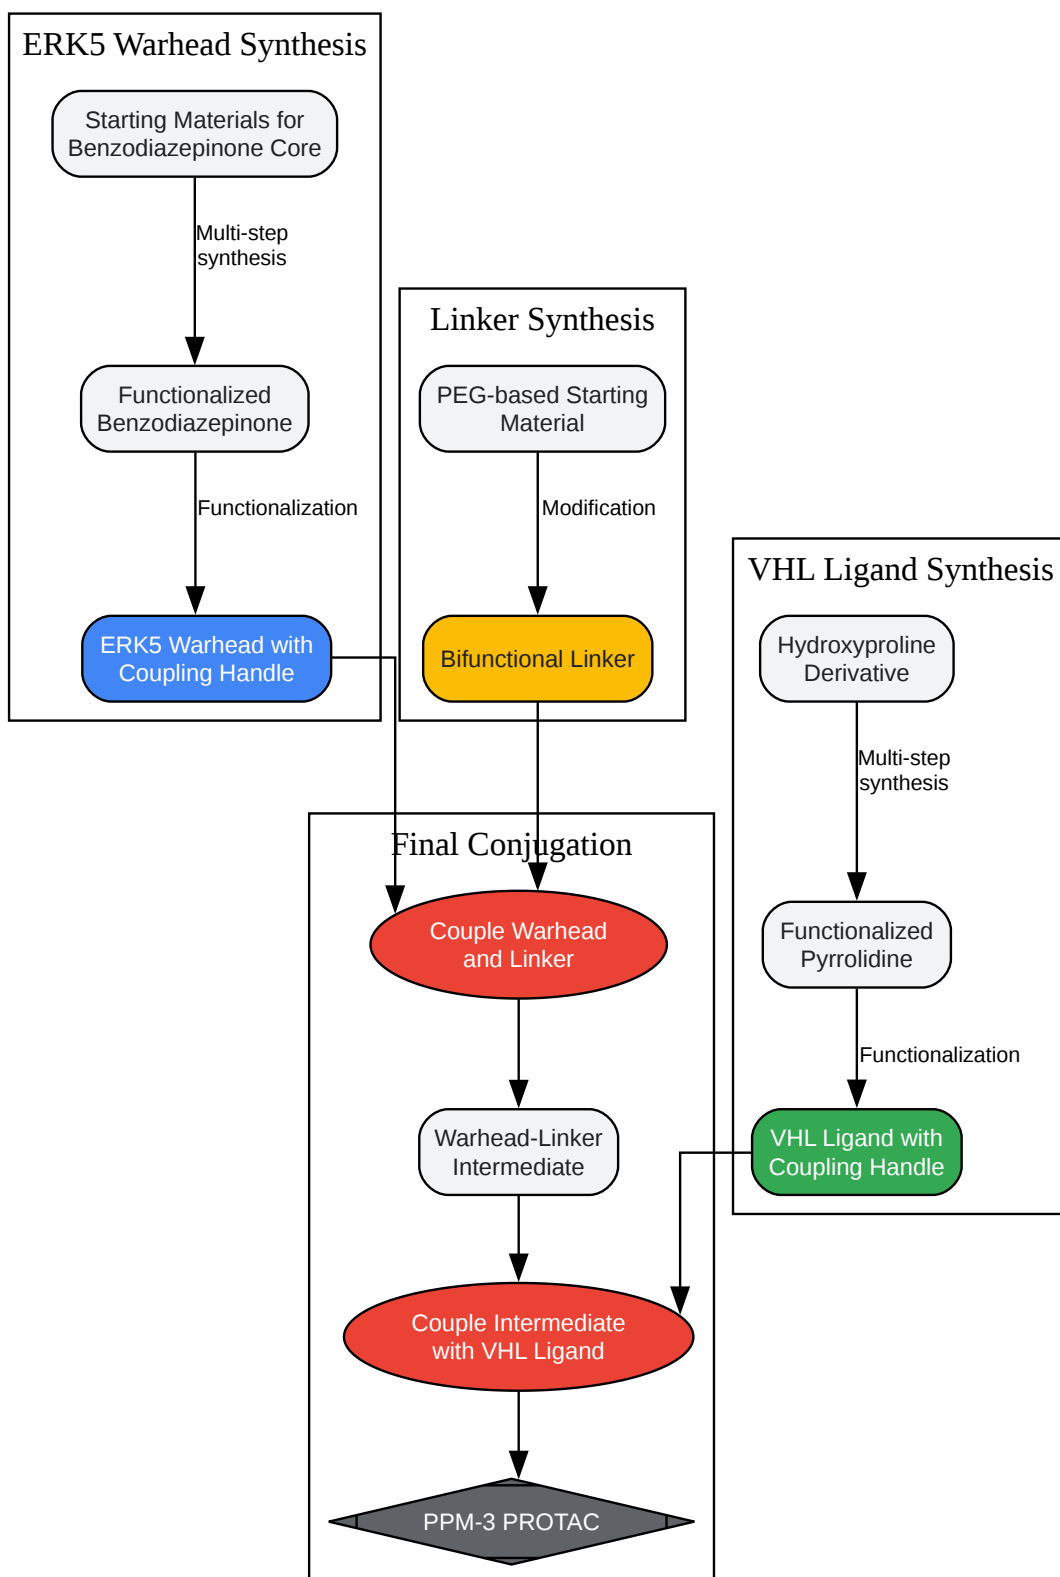 ERK5 Warhead Synthesis
Starting Materials for
Benzodiazepinone Core
Multi-step
synthesis
Functionalized
Benzodiazepinone
Functionalization
ERK5 Warhead with
Coupling Handle
Linker Synthesis
PEG-based Starting
Material
Modification
Bifunctional Linker
VHL Ligand Synthesis
Hydroxyproline
Derivative
Multi-step
synthesis
Functionalized
Pyrrolidine
Functionalization
VHL Ligand with
Coupling Handle
Final Conjugation
Couple Warhead
and Linker
Warhead-Linker
Intermediate
Couple Intermediate
with VHL Ligand
PPM-3 PROTAC